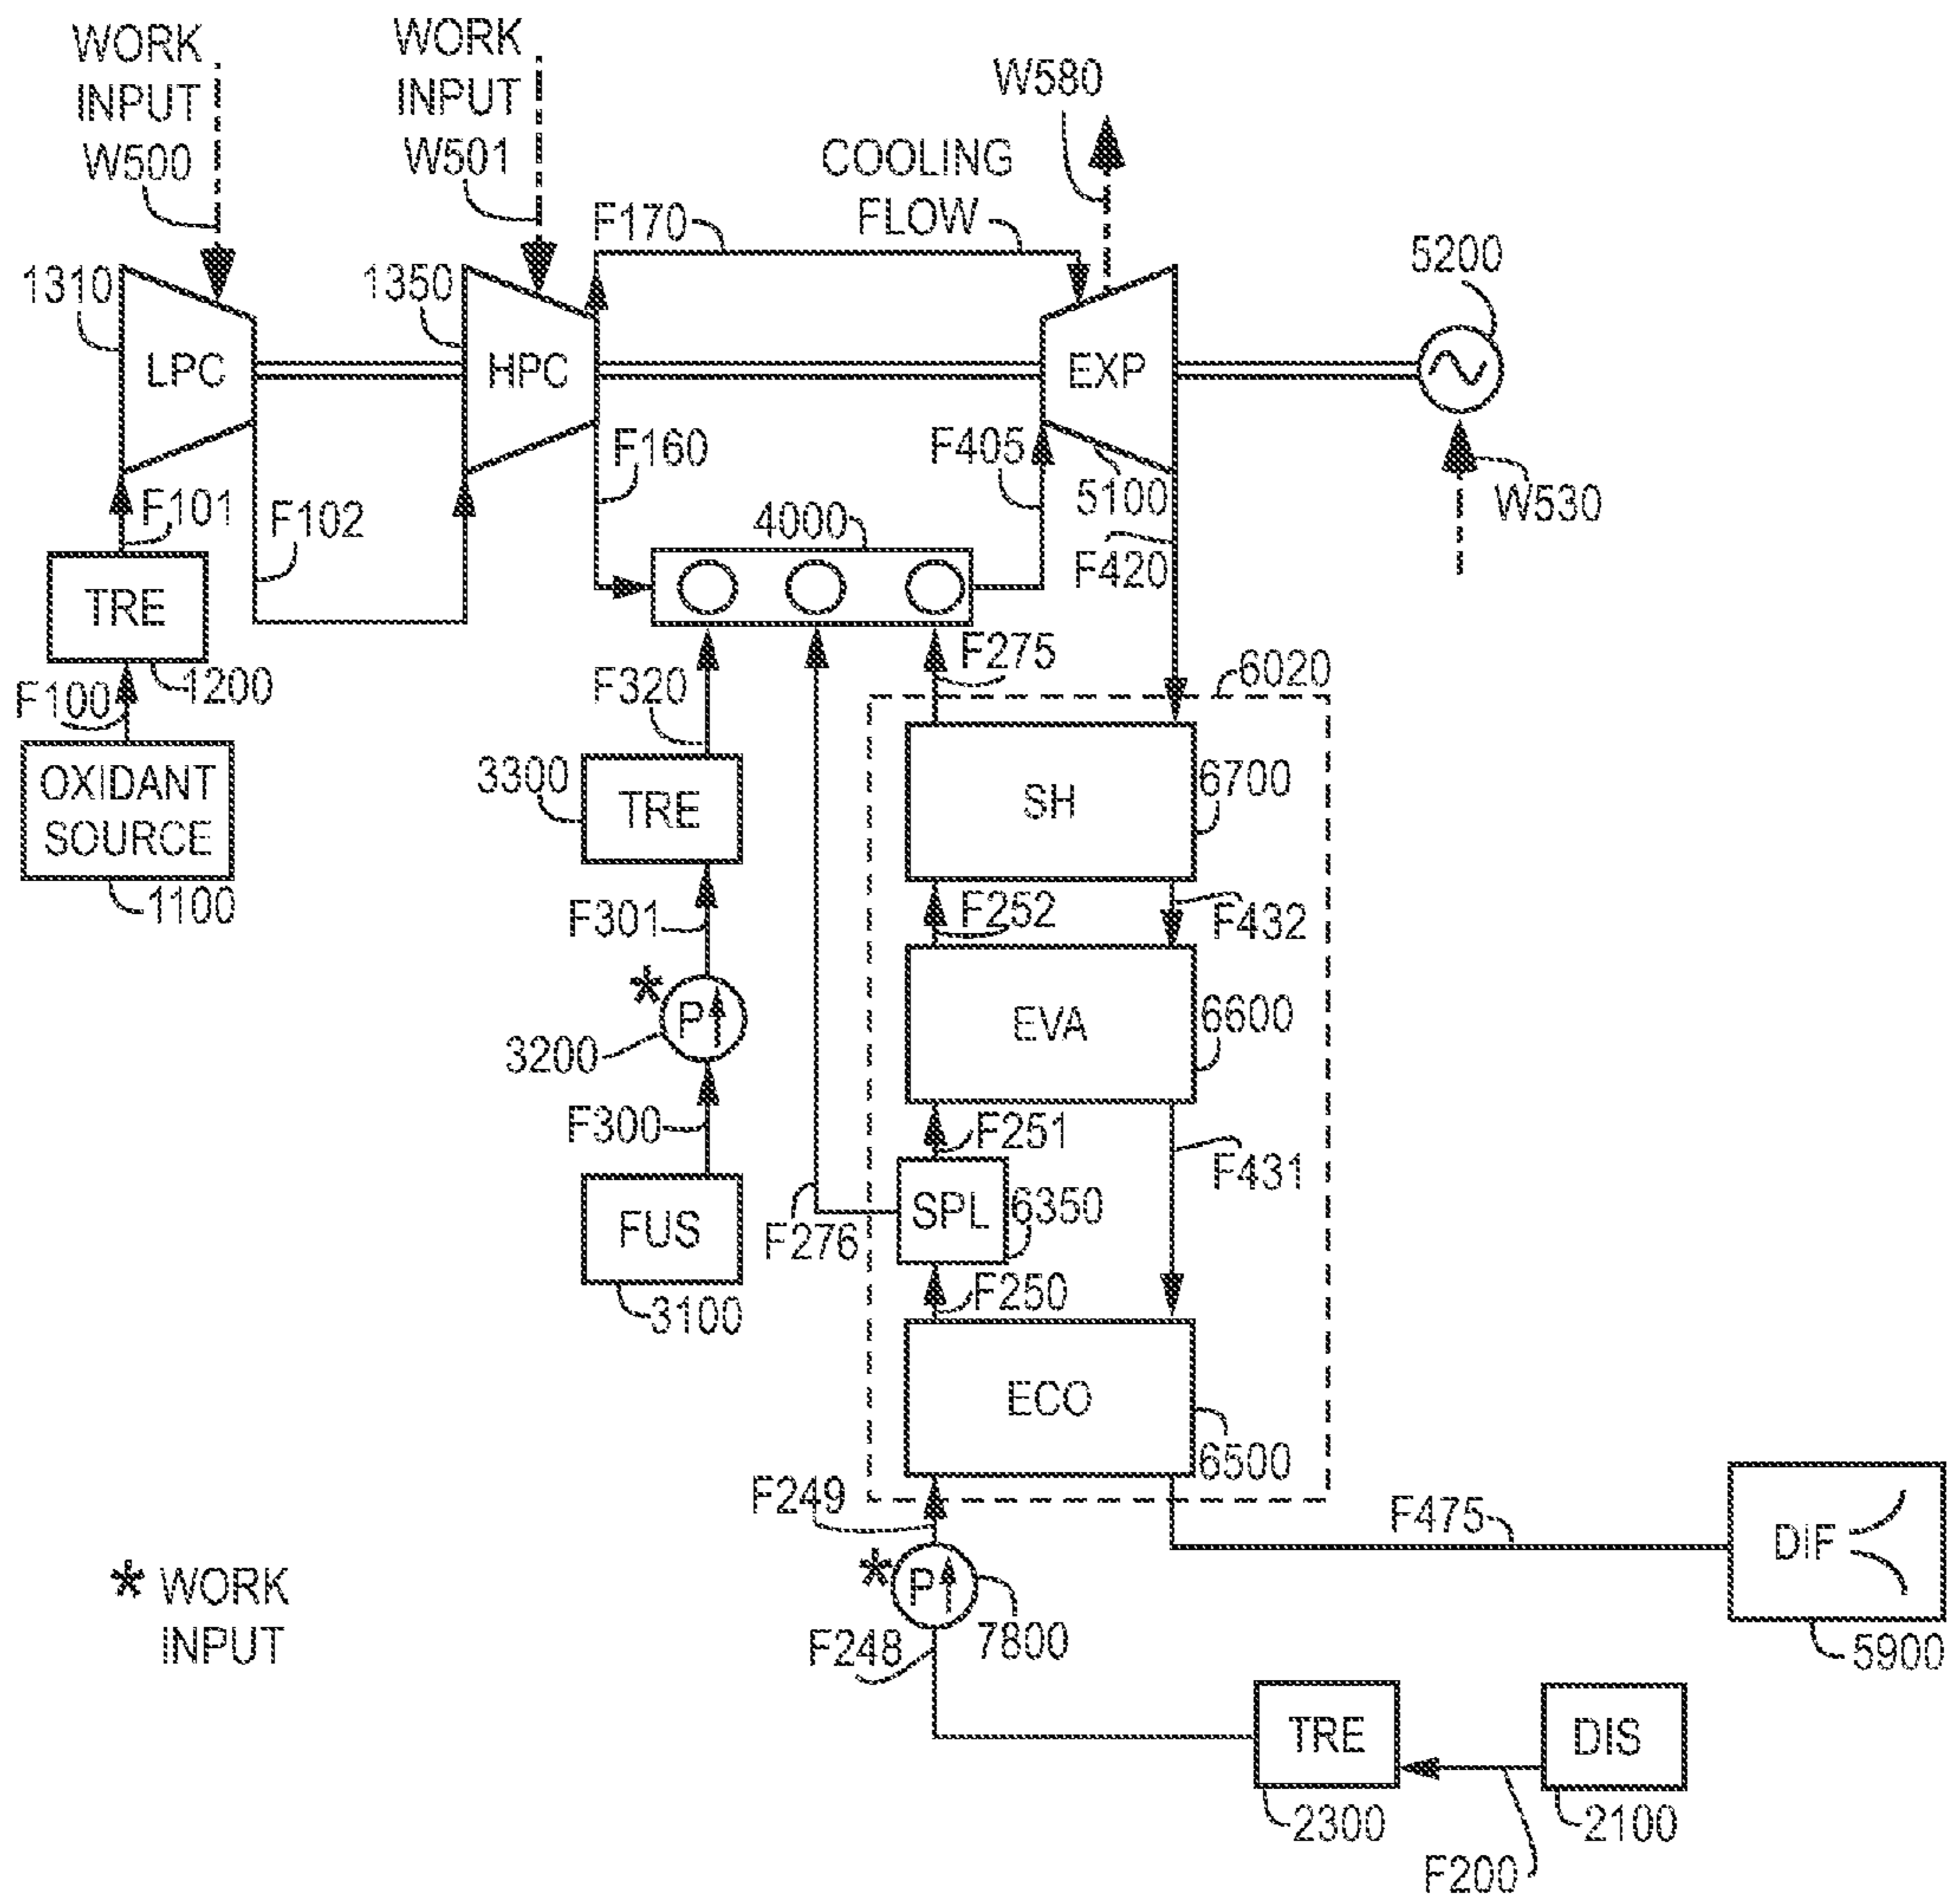 WORK
INPUT
W500
WORK
INPUT
W501
W580
COOLING
FLOW
F170
5200
1310
1350
LPC
HPC
EXP
F160
F405
5100
W530
F101
F102
4000
F420
TRE
1200
F100
F275
6020
F320
OXIDANT
SOURCE
1100
3300
TRE
SH
6700
F301
F252
F432
*
P
3200
EVA
6600
F300
F251
F431
FUS
3100
F276
SPL
6350
F250
ECO
6500
F249
F475
DIF
5900
* WORK
INPUT
*
P
7800
F248
TRE
2300
DIS
2100
F200